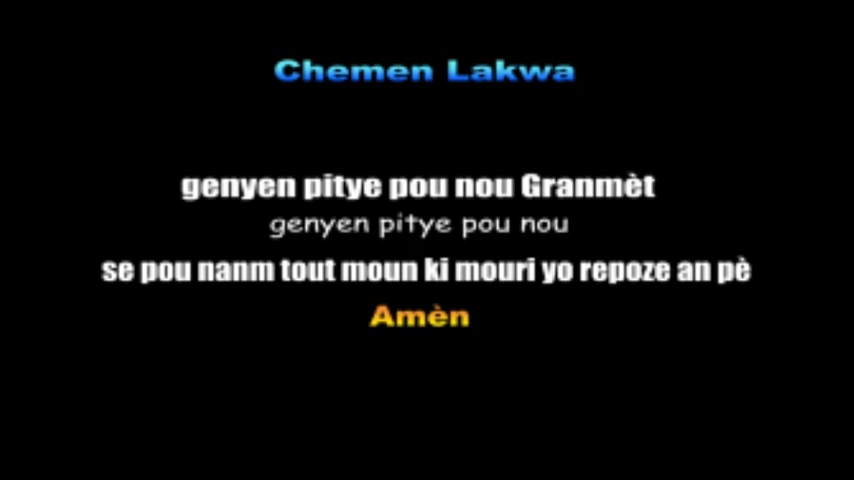 Chemen Lakwa
genyen pitye pou nou Granmèt
genyen pitye pou nou
se pou nanm tout moun ki mouri yo repoze an pè
Amèn